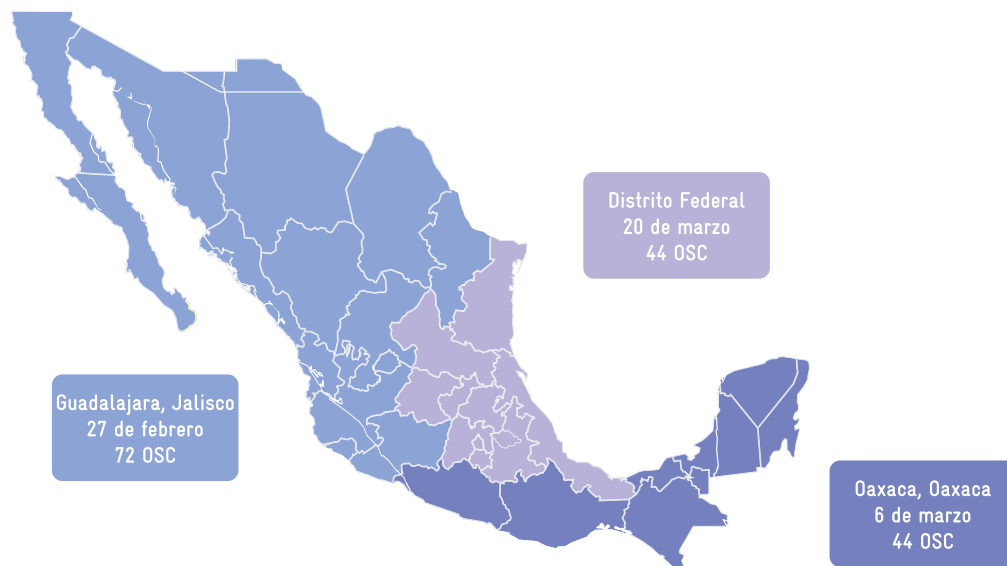 Distrito Federal
20 de marzo
44 OSC
Guadalajara, Jalisco
27 de febrero
72 OSC
Oaxaca, Oaxaca
6 de marzo
44 OSC